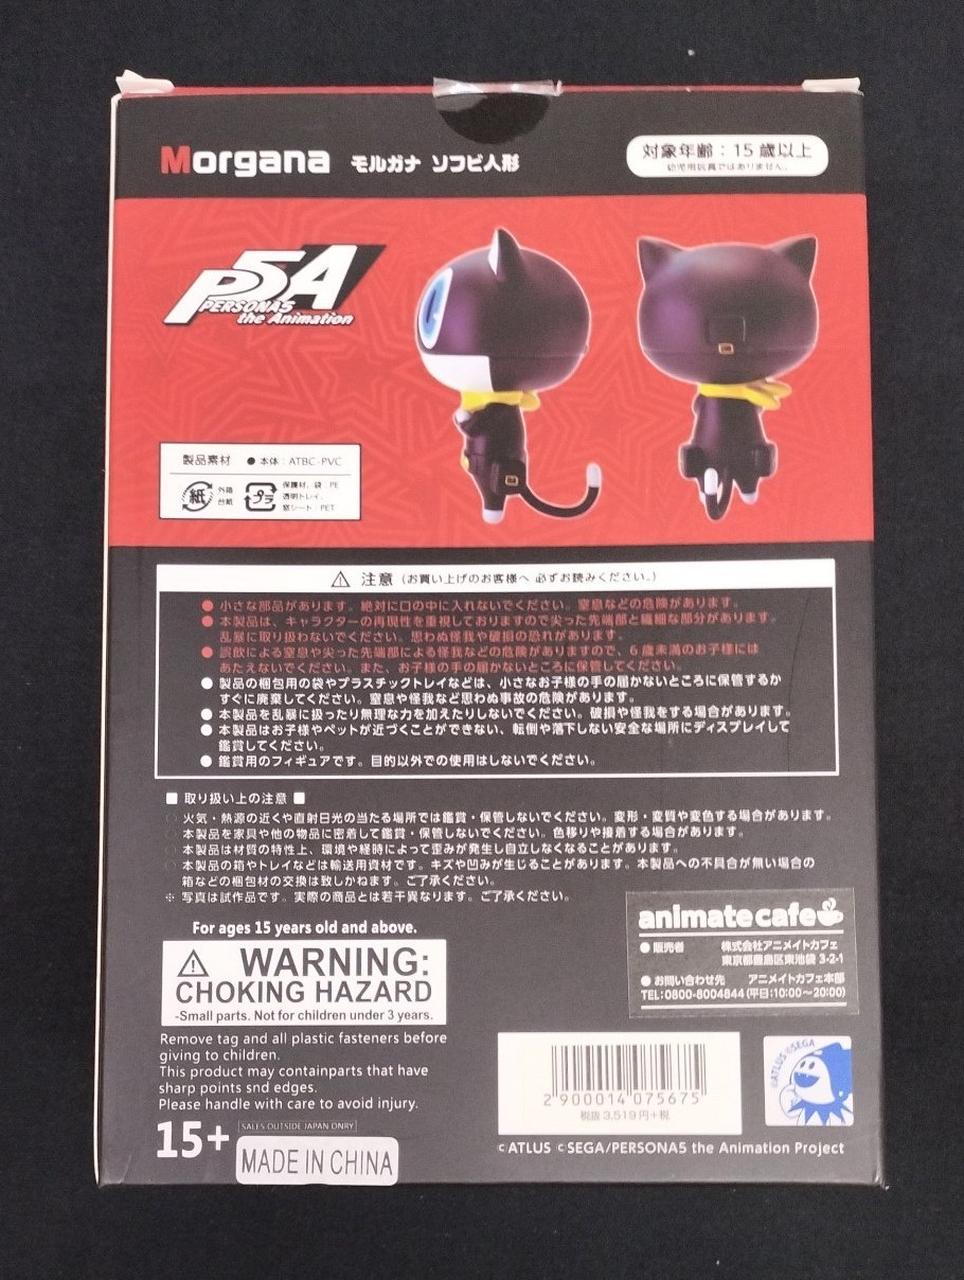 Morgana モルガナ ソフビ人形
対象年齢：15 歳以上
幼児用玩具ではありません。
P5A
PERSONA5
the Animation
製品素材 ●本体：ATBC-PVC
紙 外箱
台紙
プラ 保護材、袋：PE
透明トレイ、
窓シート：PET
⚠ 注意（お買い上げのお客様へ 必ずお読みください。）
●小さな部品があります。絶対に口の中に入れないでください。窒息などの危険があります。
●本製品は、キャラクターの再現性を重視しておりますので尖った先端部と繊細な部分があります。
乱暴に取り扱わないでください。思わぬ怪我や破損の恐れがあります。
●誤飲による窒息や尖った先端部による怪我などの危険がありますので、6 歳未満のお子様には
あたえないでください。また、お子様の手の届かないところに保管してください。
●製品の梱包用の袋やプラスチックトレイなどは、小さなお子様の手の届かないところに保管するか
すぐに廃棄してください。窒息や怪我など思わぬ事故の危険があります。
●本製品を乱暴に扱ったり無理な力を加えたりしないでください。破損や怪我をする場合があります。
●本製品はお子様やペットが近づくことができない、転倒や落下しない安全な場所にディスプレイして
鑑賞してください。
●鑑賞用のフィギュアです。目的以外での使用はしないでください。
■ 取り扱い上の注意 ■
○火気・熱源の近くや直射日光の当たる場所では鑑賞・保管しないでください。変形・変質や変色する場合があります。
○本製品を家具や他の物品に密着して鑑賞・保管しないでください。色移りや接着する場合があります。
○本製品は材質の特性上、環境や経時によって歪みが発生し自立しなくなることがあります。
○本製品の箱やトレイなどは輸送用資材です。キズや凹みが生じることがあります。本製品への不具合が無い場合の
箱などの梱包材の交換は致しかねます。ご了承ください。
※ 写真は試作品です。実際の商品とは若干異なります。ご了承ください。
animatecafe
●販売者 株式会社アニメイトカフェ
東京都豊島区東池袋 3-2-1
●お問い合わせ先 アニメイトカフェ本部
TEL:0800-8004844 (平日:10:00～20:00)
For ages 15 years old and above.
⚠ WARNING:
CHOKING HAZARD
-Small parts. Not for children under 3 years.
Remove tag and all plastic fasteners before
giving to children.
This product may containparts that have
sharp points snd edges.
Please handle with care to avoid injury.
15+
SALES OUTSIDE JAPAN ONRY
MADE IN CHINA
2 900014 075675
税抜 3,519円+税
©ATLUS ©SEGA
©ATLUS ©SEGA/PERSONA5 the Animation Project